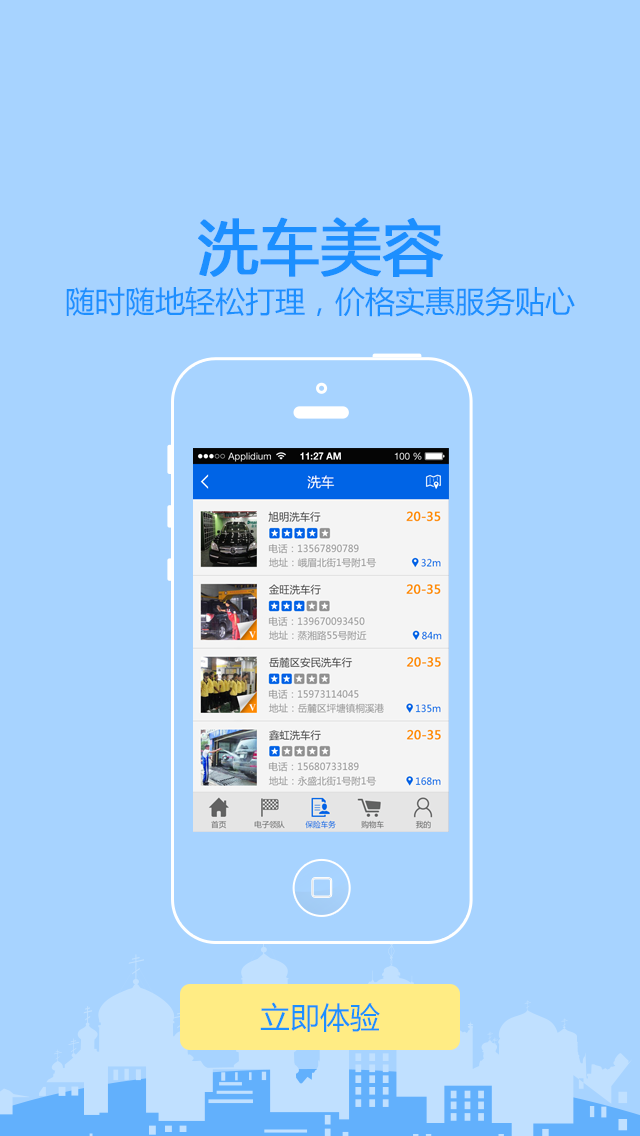 洗车美容
随时随地轻松打理，价格实惠服务贴心
Applidium 11:27 AM 100 %
洗车
旭明洗车行 20-35
电话：13567890789
地址：峨眉北街1号附1号 32m
金旺洗车行 20-35
电话：139670093450
地址：蒸湘路55号附近 84m
岳麓区安民洗车行 20-35
电话：15973114045
地址：岳麓区坪塘镇桐溪港 135m
鑫虹洗车行 20-35
电话：15680733189
地址：永盛北街1号附1号 168m
首页 电子领队 保险车务 购物车 我的
立即体验